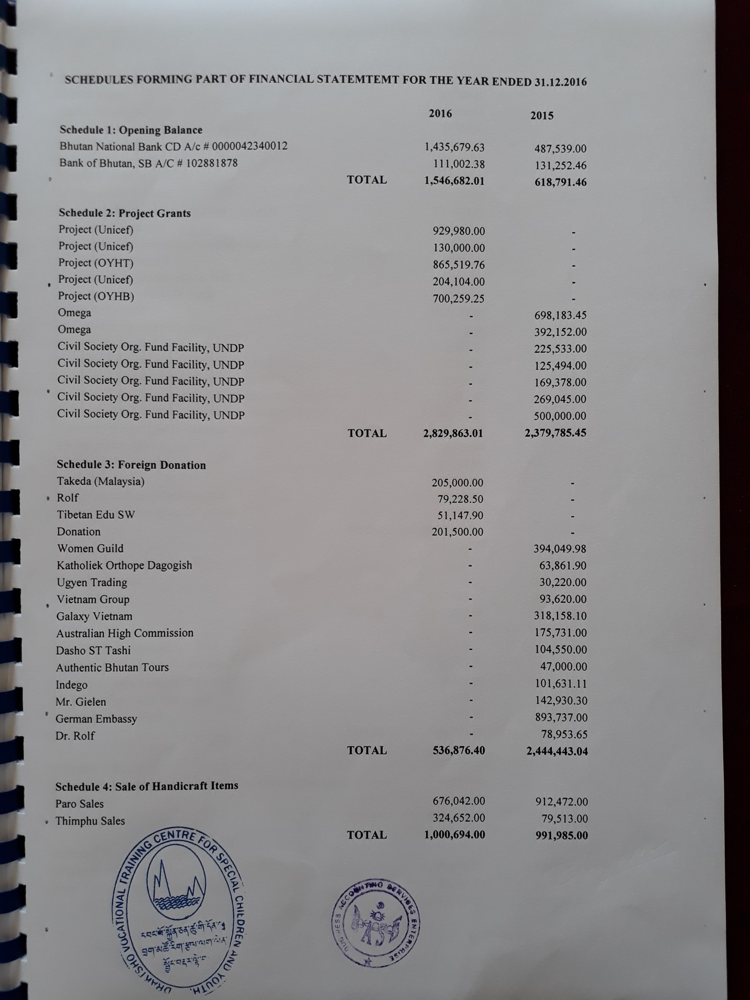 SCHEDULES FORMING PART OF FINANCIAL STATEMTEMT FOR THE YEAR ENDED 31.12.2016
2016 2015
Schedule 1: Opening Balance
Bhutan National Bank CD A/c # 0000042340012 1,435,679.63 487,539.00
Bank of Bhutan, SB A/C # 102881878 111,002.38 131,252.46
TOTAL 1,546,682.01 618,791.46
Schedule 2: Project Grants
Project (Unicef) 929,980.00 -
Project (Unicef) 130,000.00 -
Project (OYHT) 865,519.76 -
Project (Unicef) 204,104.00 -
Project (OYHB) 700,259.25 -
Omega - 698,183.45
Omega - 392,152.00
Civil Society Org. Fund Facility, UNDP - 225,533.00
Civil Society Org. Fund Facility, UNDP - 125,494.00
Civil Society Org. Fund Facility, UNDP - 169,378.00
Civil Society Org. Fund Facility, UNDP - 269,045.00
Civil Society Org. Fund Facility, UNDP - 500,000.00
TOTAL 2,829,863.01 2,379,785.45
Schedule 3: Foreign Donation
Takeda (Malaysia) 205,000.00 -
Rolf 79,228.50 -
Tibetan Edu SW 51,147.90 -
Donation 201,500.00 -
Women Guild - 394,049.98
Katholiek Orthope Dagogish - 63,861.90
Ugyen Trading - 30,220.00
Vietnam Group - 93,620.00
Galaxy Vietnam - 318,158.10
Australian High Commission - 175,731.00
Dasho ST Tashi - 104,550.00
Authentic Bhutan Tours - 47,000.00
Indego - 101,631.11
Mr. Gielen - 142,930.30
German Embassy - 893,737.00
Dr. Rolf - 78,953.65
TOTAL 536,876.40 2,444,443.04
Schedule 4: Sale of Handicraft Items
Paro Sales 676,042.00 912,472.00
Thimphu Sales 324,652.00 79,513.00
TOTAL 1,000,694.00 991,985.00
DRAKTSHO VOCATIONAL TRAINING CENTRE FOR SPECIAL CHILDREN AND YOUTH.
ACCOUNTING SERVICES ENTERPRISE